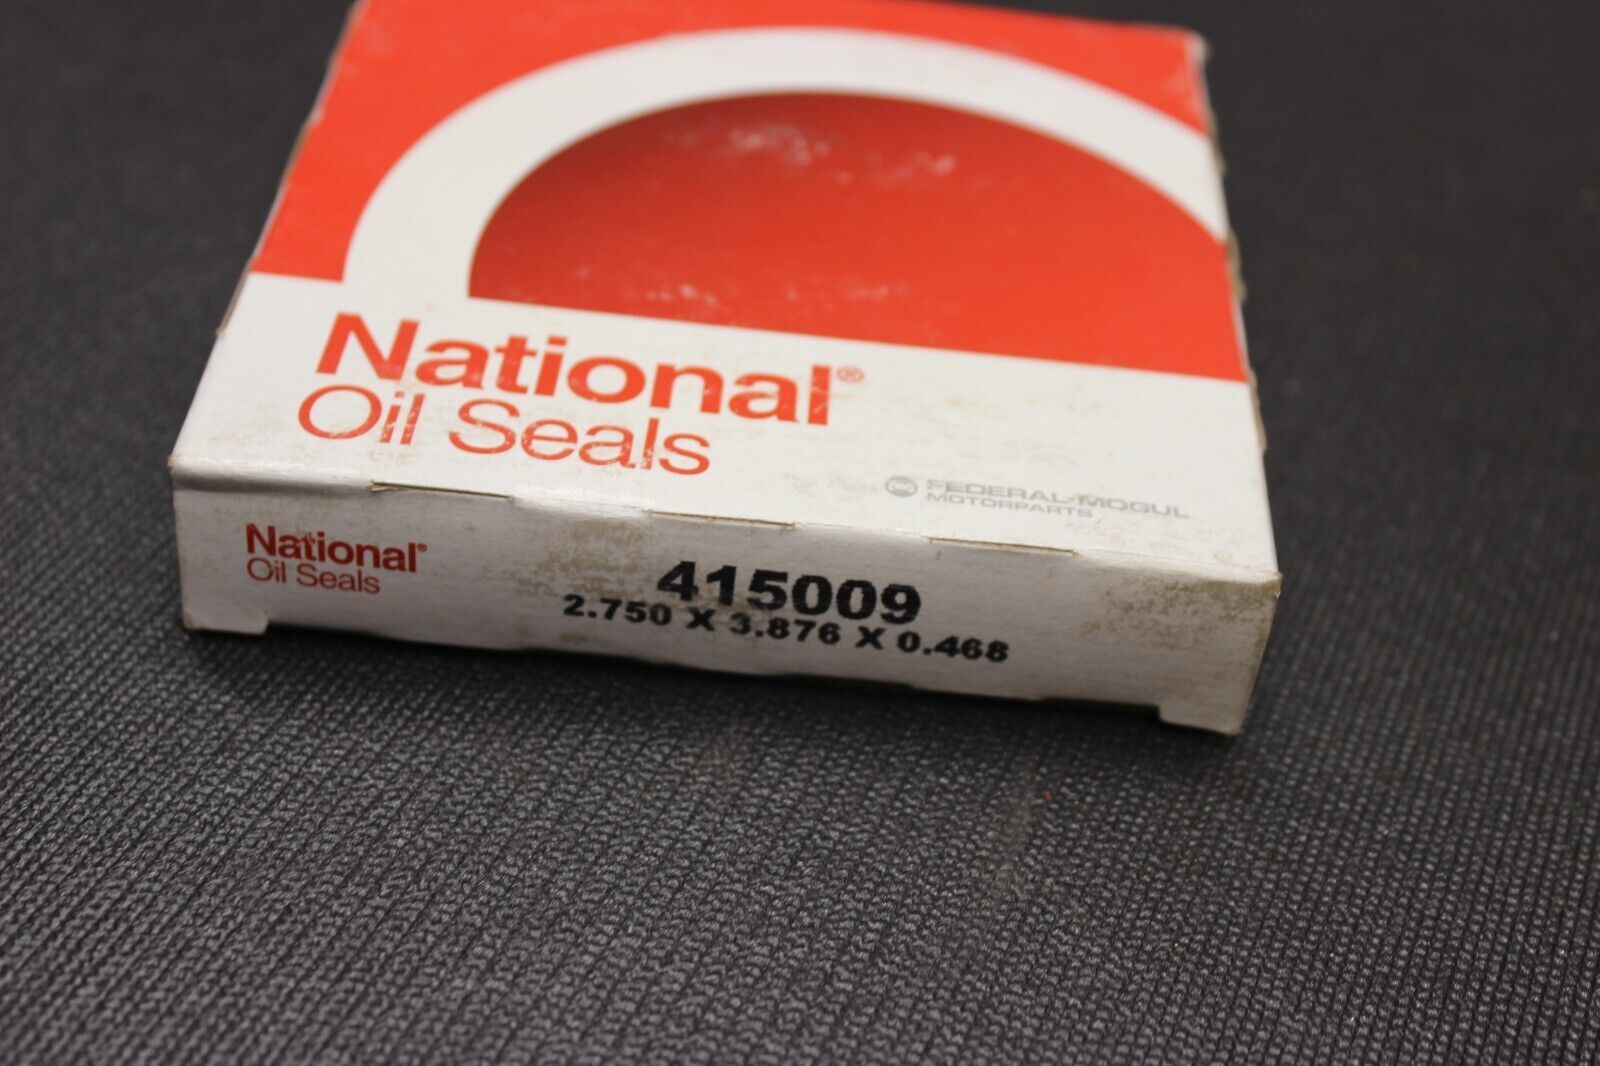 National®
Oil Seals
FEDERAL-MOGUL
MOTORPARTS
National®
Oil Seals
415009
2.750 X 3.876 X 0.468